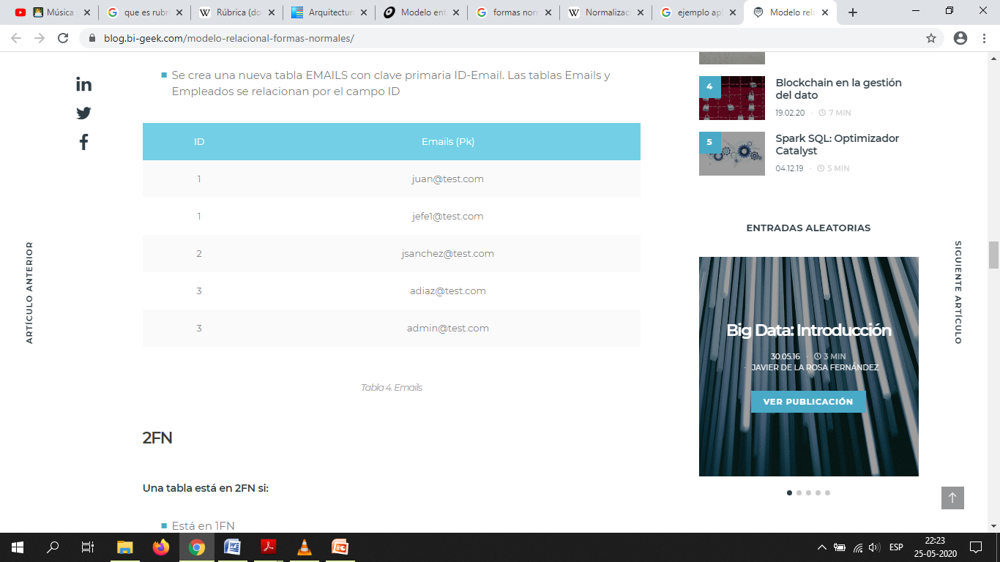 Música
que es rubr
Rúbrica (do
Arquitectura
Modelo ent
formas norm
Normalizac
ejemplo apl
Modelo rela
blog.bi-geek.com/modelo-relacional-formas-normales/
Se crea una nueva tabla EMAILS con clave primaria ID-Email. Las tablas Emails y
Empleados se relacionan por el campo ID
ID Emails (Pk)
1 juan@test.com
1 jefe1@test.com
2 jsanchez@test.com
3 adiaz@test.com
3 admin@test.com
Tabla 4. Emails
2FN
Una tabla está en 2FN si:
Está en 1FN
ARTÍCULO ANTERIOR
4
Blockchain en la gestión
del dato
19.02.20 · 7 MIN
5
Spark SQL: Optimizador
Catalyst
04.12.19 · 5 MIN
ENTRADAS ALEATORIAS
Big Data: Introducción
30.05.16 · 3 MIN
· JAVIER DE LA ROSA FERNÁNDEZ
VER PUBLICACIÓN
SIGUIENTE ARTÍCULO
ESP
22:23
25-05-2020